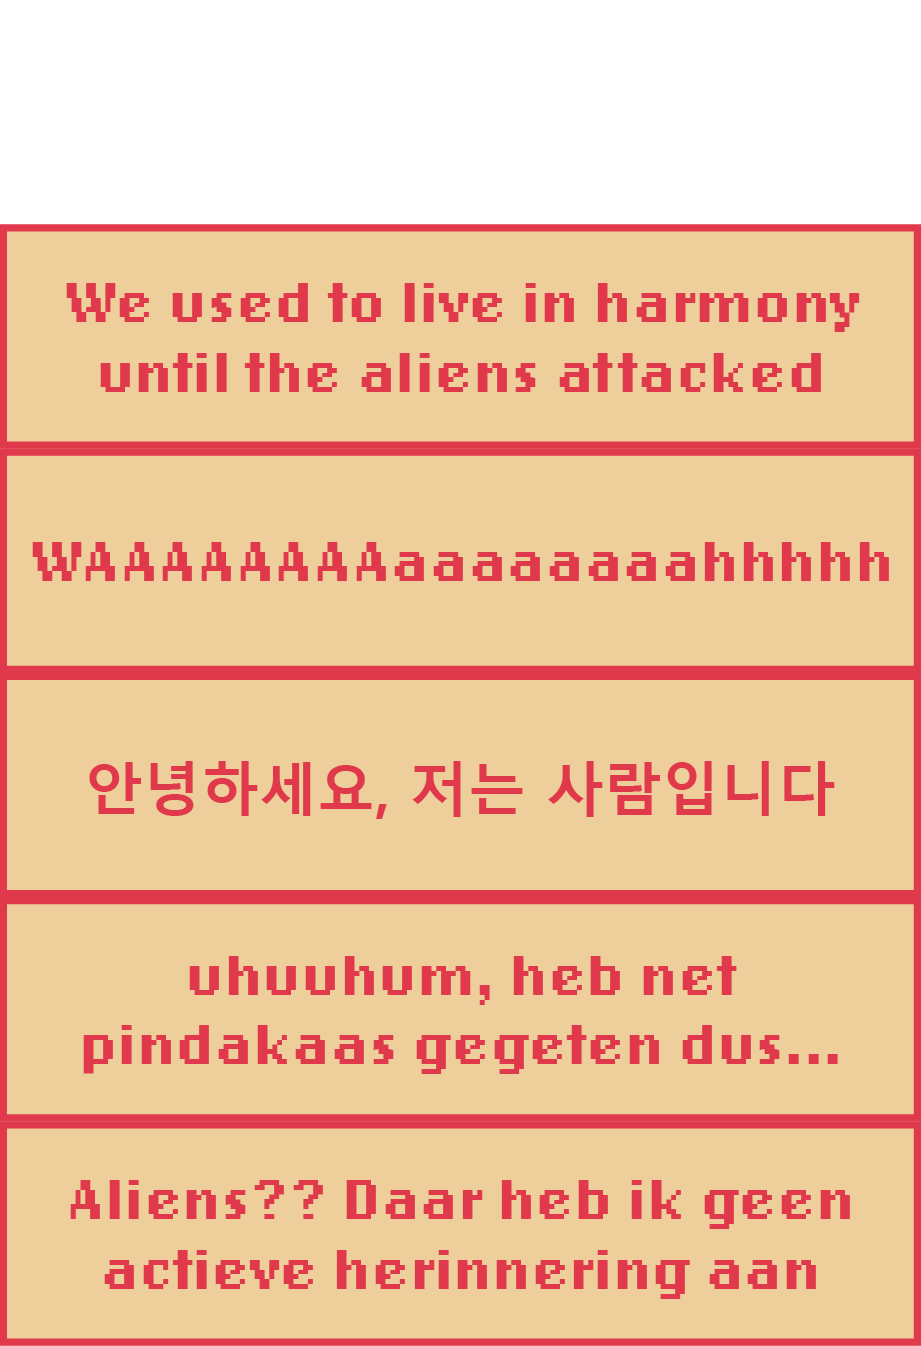 We used to live in harmony
until the aliens attacked
WAAAAAAAAaaaaaaaahhhhh
안녕하세요, 저는 사람입니다
uhuuhum, heb net
pindakaas gegeten dus...
Aliens?? Daar heb ik geen
actieve herinnering aan